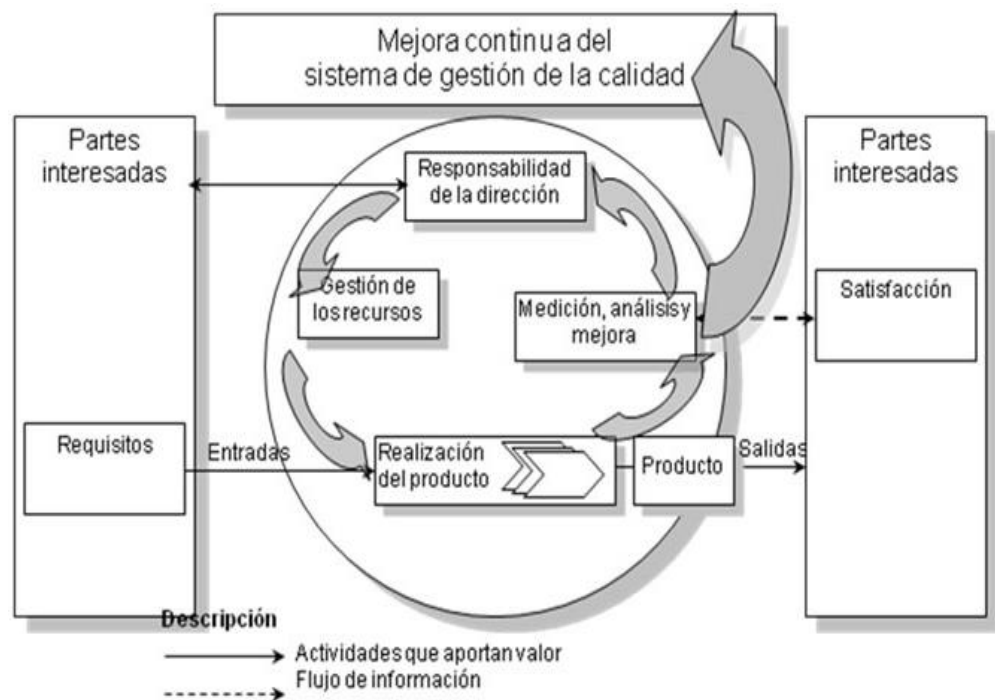 Mejora continua del
sistema de gestión de la calidad
Partes
interesadas
Partes
interesadas
Responsabilidad
de la dirección
Gestión de
los recursos
Medición, análisis y
mejora
Satisfacción
Requisitos
Entradas
Realización
del producto
Producto
Salidas
Descripción
Actividades que aportan valor
Flujo de información